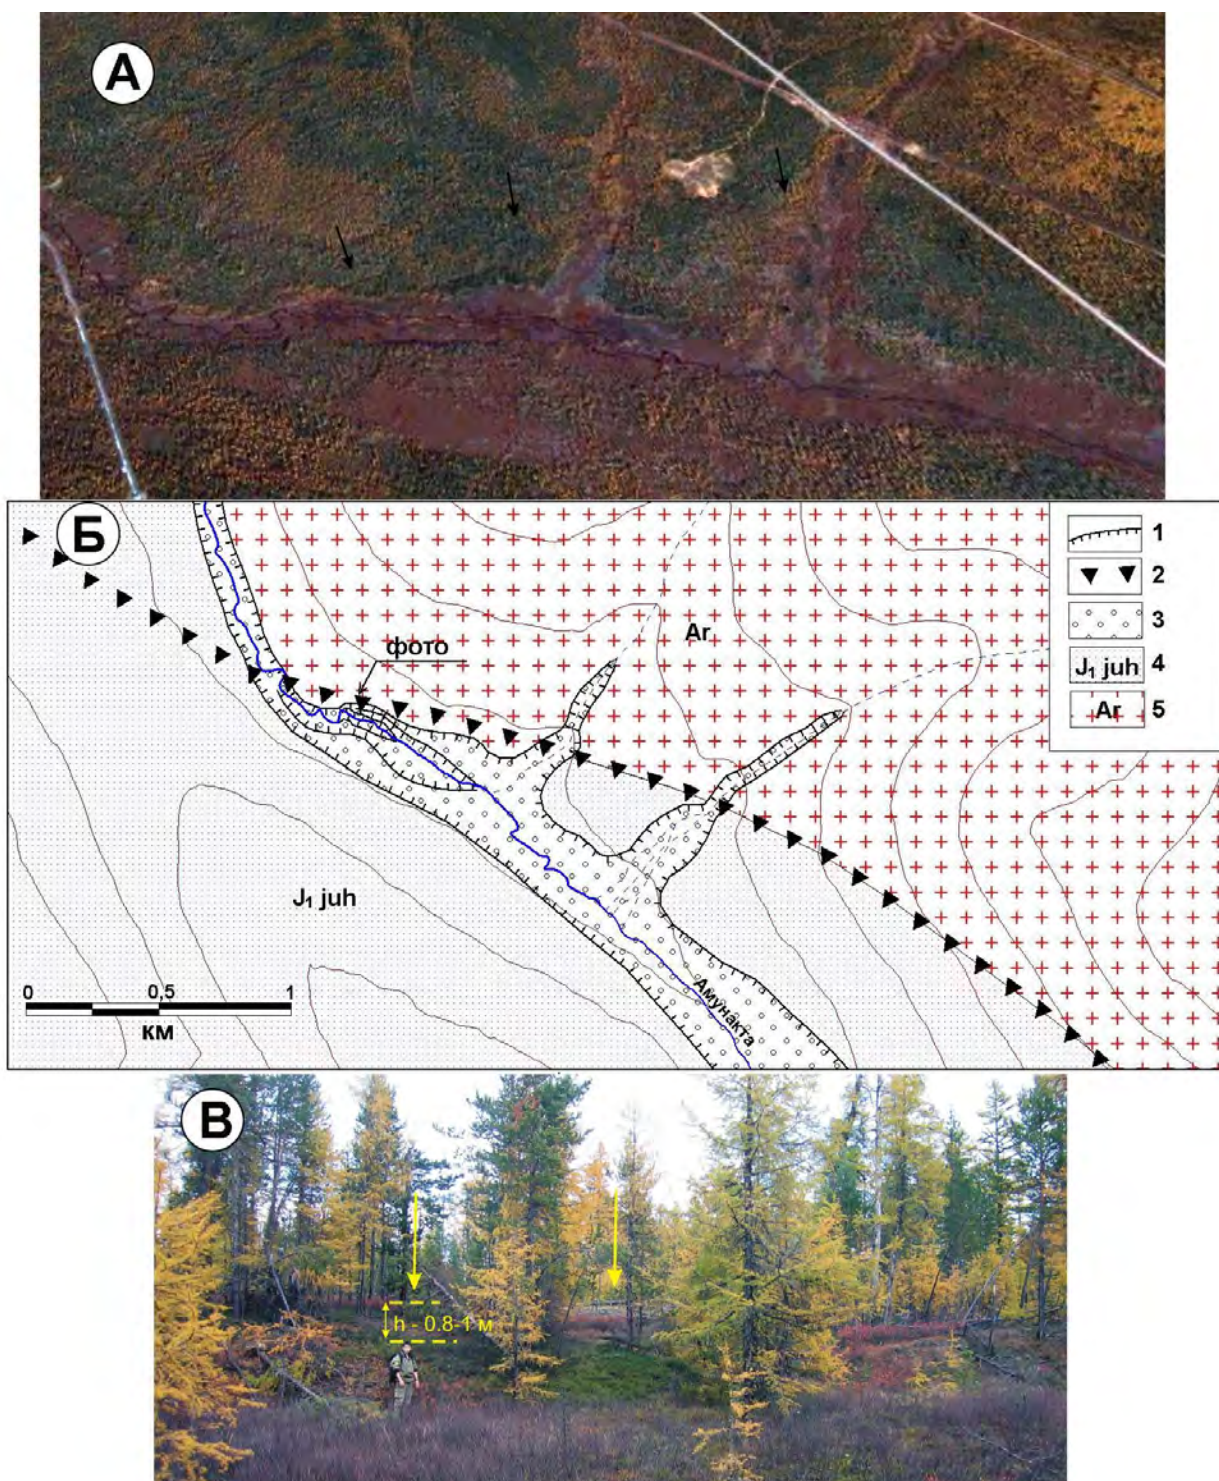 А
Б
1
2
3
J₁ juh 4
Ar 5
Ar
фото
J₁ juh
0 0,5 1
км
Амунакта
В
h - 0.8-1 м